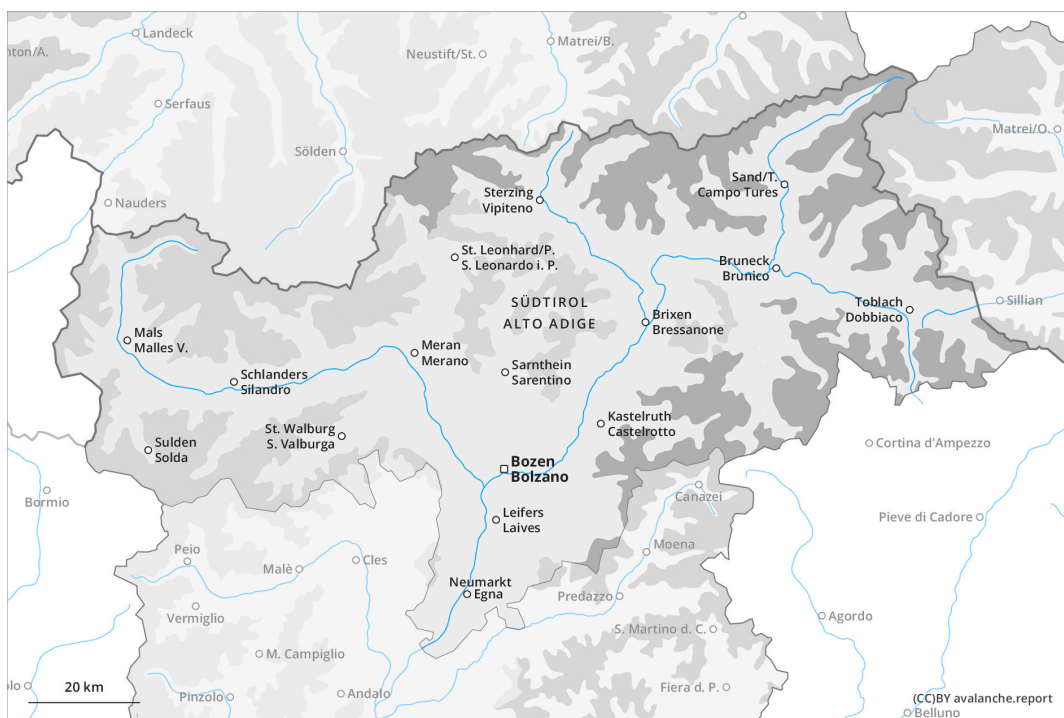 Landeck
nton/A.
Neustift/St.
Matrei/B.
Serfaus
Matrei/O.
Sölden
Sand/T.
Campo Tures
Sterzing
Vipiteno
Nauders
St. Leonhard/P.
S. Leonardo i. P.
Bruneck
Brunico
SÜDTIROL
ALTO ADIGE
Toblach
Dobbiaco
Sillian
Brixen
Bressanone
Mals
Malles V.
Meran
Merano
Sarnthein
Sarentino
Schlanders
Silandro
Kastelruth
Castelrotto
St. Walburg
S. Valburga
Sulden
Solda
Cortina d'Ampezzo
Bozen
Bolzano
Bormio
Canazei
Leifers
Laives
Pieve di Cadore
Moena
Peio
Malè
Cles
Neumarkt
Egna
Predazzo
Vermiglio
Agordo
S. Martino d. C.
M. Campiglio
olo
20 km
Pinzolo
Andalo
Fiera d. P.
(CC)BY avalanche.report
Belluno